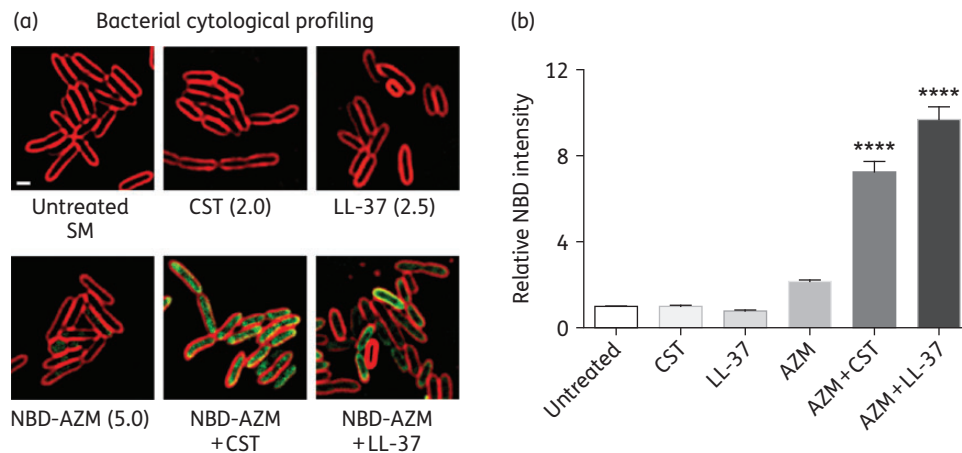 (a) Bacterial cytological profiling
Untreated
SM
CST (2.0)
LL-37 (2.5)
NBD-AZM (5.0)
NBD-AZM
+CST
NBD-AZM
+LL-37
(b)
Relative NBD intensity
12
8
4
0
****
****
Untreated
CST
LL-37
AZM
AZM+CST
AZM+LL-37